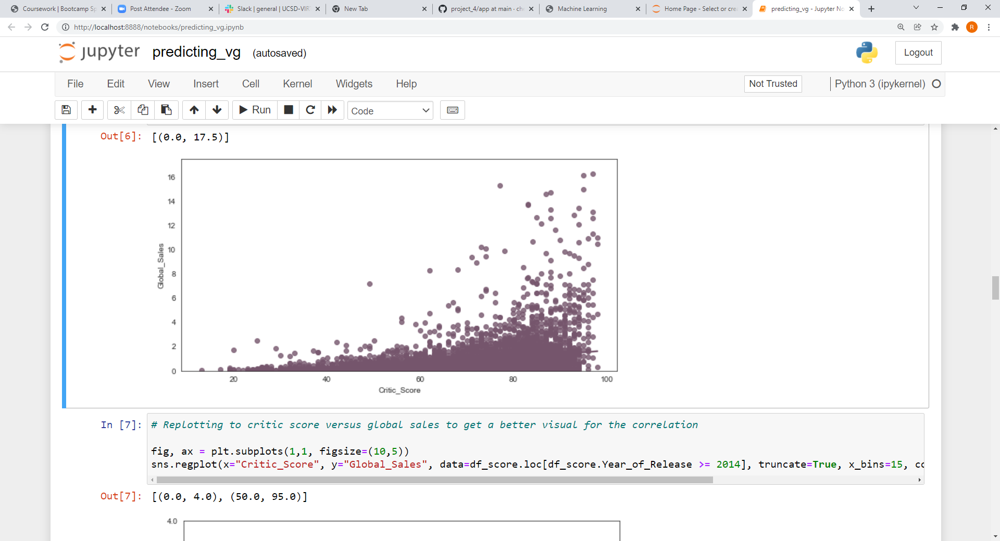 Coursework | Bootcamp Sp
Post Attendee - Zoom
Slack | general | UCSD-VIR
New Tab
project_4/app at main · ch
Machine Learning
Home Page - Select or cre
predicting_vg - Jupyter No
http://localhost:8888/notebooks/predicting_vg.ipynb
R
jupyter predicting_vg (autosaved)
Logout
File Edit View Insert Cell Kernel Widgets Help
Not Trusted
Python 3 (ipykernel)
Run
Code
Out[6]: [(0.0, 17.5)]
16
14
12
10
8
6
4
2
0
Global_Sales
20 40 60 80 100
Critic_Score
In [7]: # Replotting to critic score versus global sales to get a better visual for the correlation
fig, ax = plt.subplots(1,1, figsize=(10,5))
sns.regplot(x="Critic_Score", y="Global_Sales", data=df_score.loc[df_score.Year_of_Release >= 2014], truncate=True, x_bins=15, co
Out[7]: [(0.0, 4.0), (50.0, 95.0)]
4.0